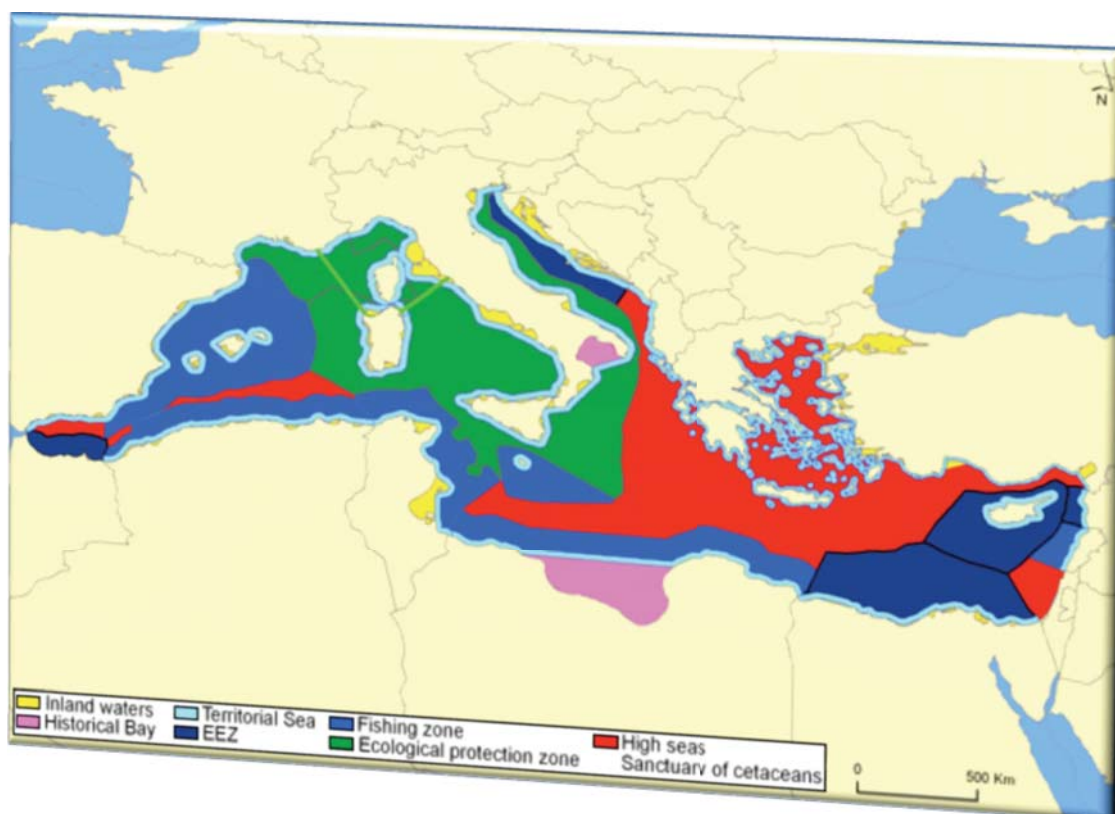 N
Inland waters
Historical Bay
Territorial Sea
EEZ
Fishing zone
Ecological protection zone
High seas
Sanctuary of cetaceans
0 500 Km